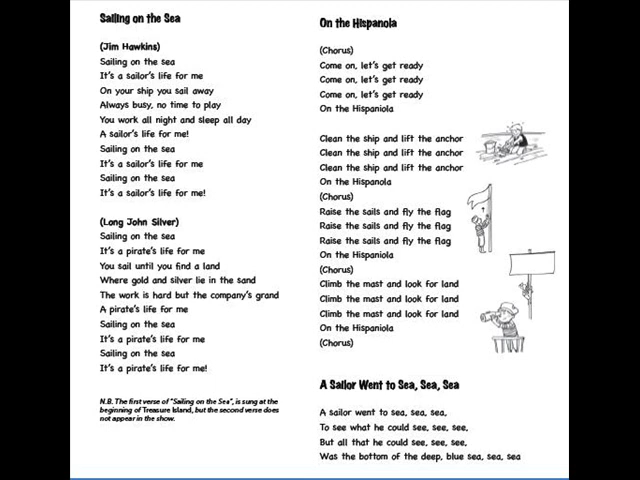 Sailing on the Sea
(Jim Hawkins)
Sailing on the sea
It's a sailor's life for me
On your ship you sail away
Always busy, no time to play
You work all night and sleep all day
A sailor's life for me!
Sailing on the sea
It's a sailor's life for me
Sailing on the sea
It's a sailor's life for me!
(Long John Silver)
Sailing on the sea
It's a pirate's life for me
You sail until you find a land
Where gold and silver lie in the sand
The work is hard but the company's grand
A pirate's life for me
Sailing on the sea
It's a pirate's life for me
Sailing on the sea
It's a pirate's life for me!
N.B. The first verse of "Sailing on the Sea", is sung at the
beginning of Treasure Island, but the second verse does
not appear in the show.
On the Hispanola
(Chorus)
Come on, let's get ready
Come on, let's get ready
Come on, let's get ready
On the Hispaniola
Clean the ship and lift the anchor
Clean the ship and lift the anchor
Clean the ship and lift the anchor
On the Hispanola
(Chorus)
Raise the sails and fly the flag
Raise the sails and fly the flag
Raise the sails and fly the flag
On the Hispanola
(Chorus)
Climb the mast and look for land
Climb the mast and look for land
Climb the mast and look for land
On the Hispanola
(Chorus)
A Sailor Went to Sea, Sea, Sea
A sailor went to sea, sea, sea,
To see what he could see, see, see,
But all that he could see, see, see,
Was the bottom of the deep, blue sea, sea, sea